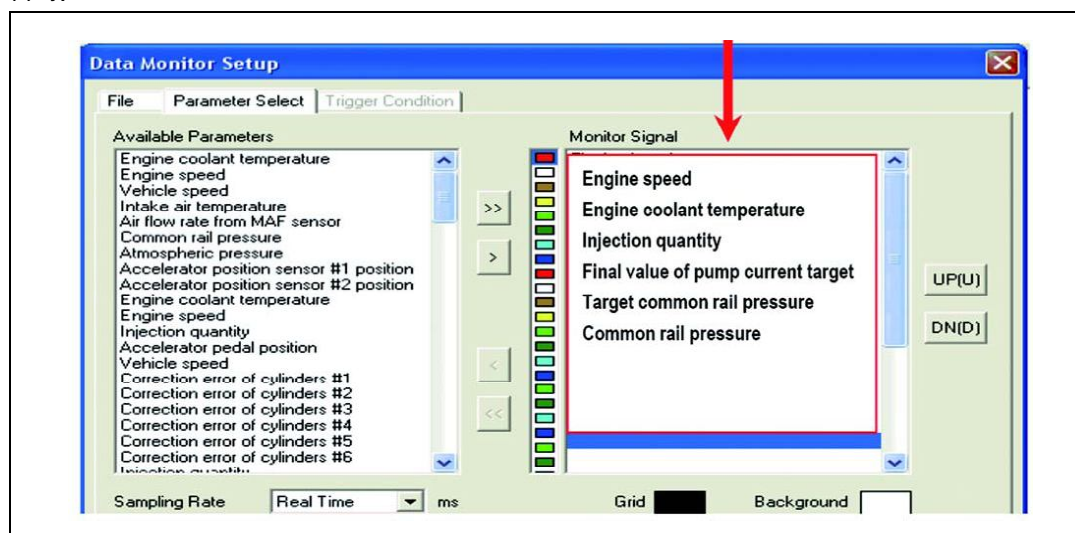 Data Monitor Setup
File Parameter Select Trigger Condition
Available Parameters
Engine coolant temperature
Engine speed
Vehicle speed
Intake air temperature
Air flow rate from MAF sensor
Common rail pressure
Atmospheric pressure
Accelerator position sensor #1 position
Accelerator position sensor #2 position
Engine coolant temperature
Engine speed
Injection quantity
Accelerator pedal position
Vehicle speed
Correction error of cylinders #1
Correction error of cylinders #2
Correction error of cylinders #3
Correction error of cylinders #4
Correction error of cylinders #5
Correction error of cylinders #6
Injection quantity
>>
>
<
<<
Monitor Signal
Engine speed
Engine coolant temperature
Injection quantity
Final value of pump current target
Target common rail pressure
Common rail pressure
UP(U)
DN(D)
Sampling Rate Real Time ms Grid Background